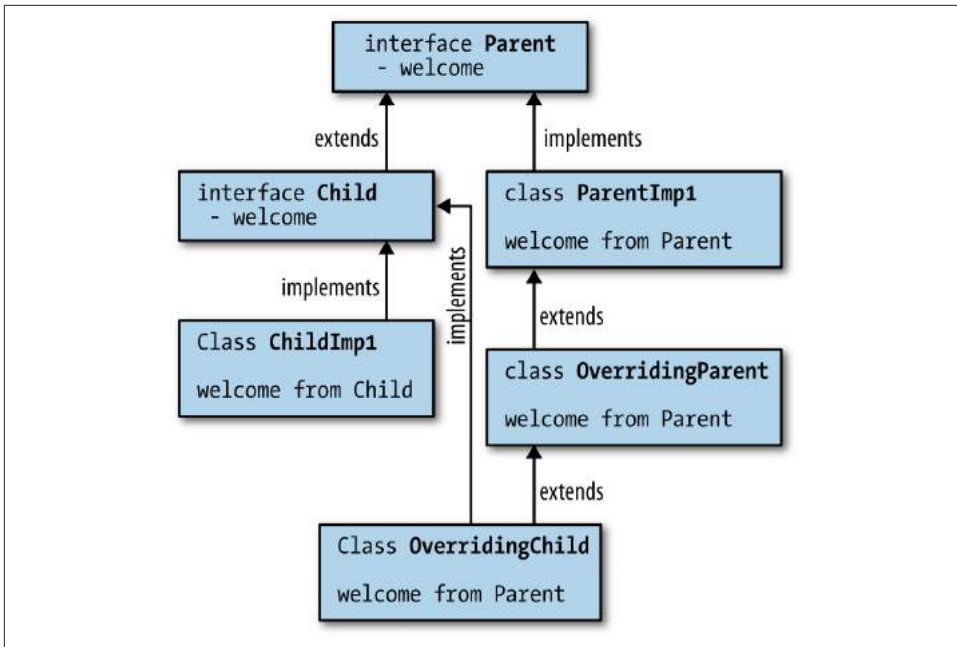 interface Parent
- welcome
extends
implements
interface Child
- welcome
class ParentImp1
welcome from Parent
implements
implements
extends
Class ChildImp1
welcome from Child
class OverridingParent
welcome from Parent
extends
Class OverridingChild
welcome from Parent